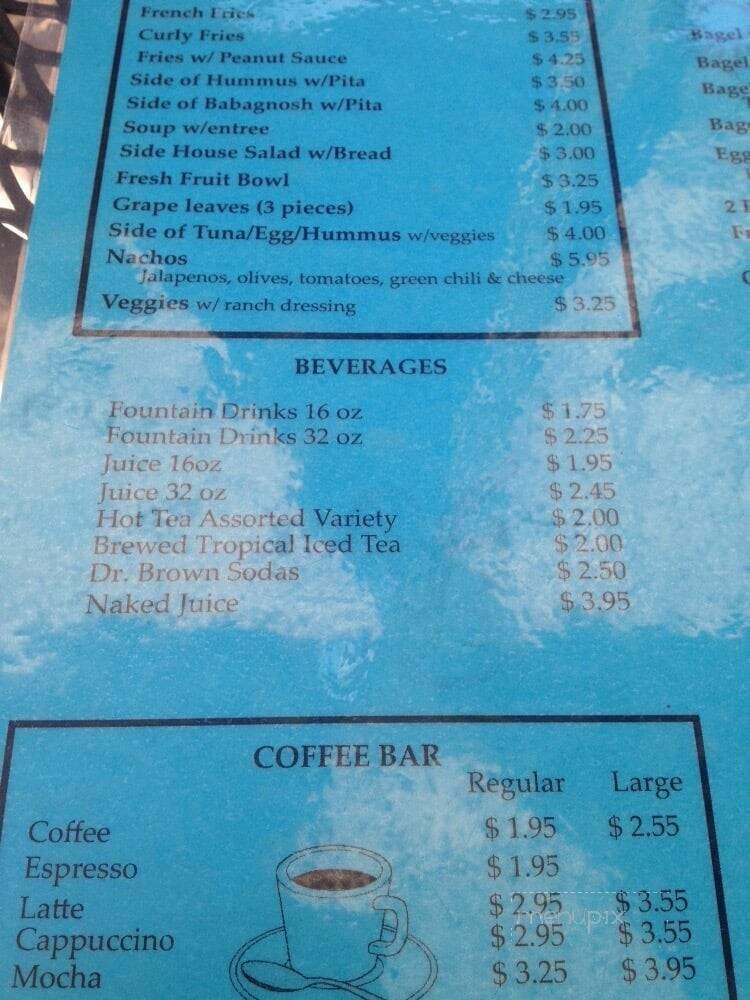 French Fries $ 2.95
Curly Fries $ 3.55
Fries w/ Peanut Sauce $ 4.25
Side of Hummus w/Pita $ 3.50
Side of Babagnosh w/Pita $ 4.00
Soup w/entree $ 2.00
Side House Salad w/Bread $ 3.00
Fresh Fruit Bowl $ 3.25
Grape leaves (3 pieces) $ 1.95
Side of Tuna/Egg/Hummus w/veggies $ 4.00
Nachos $ 5.95
Jalapenos, olives, tomatoes, green chili & cheese
Veggies w/ ranch dressing $ 3.25
Bagel
Bagel
Egg
2
BEVERAGES
Fountain Drinks 16 oz $ 1.75
Fountain Drinks 32 oz $ 2.25
Juice 16oz $ 1.95
Juice 32 oz $ 2.45
Hot Tea Assorted Variety $ 2.00
Brewed Tropical Iced Tea $ 2.00
Dr. Brown Sodas $ 2.50
Naked Juice $ 3.95
COFFEE BAR
Regular Large
Coffee $ 1.95 $ 2.55
Espresso $ 1.95
Latte $ 2.95 $ 3.55
Cappuccino $ 2.95 $ 3.55
Mocha $ 3.25 $ 3.95
menupix